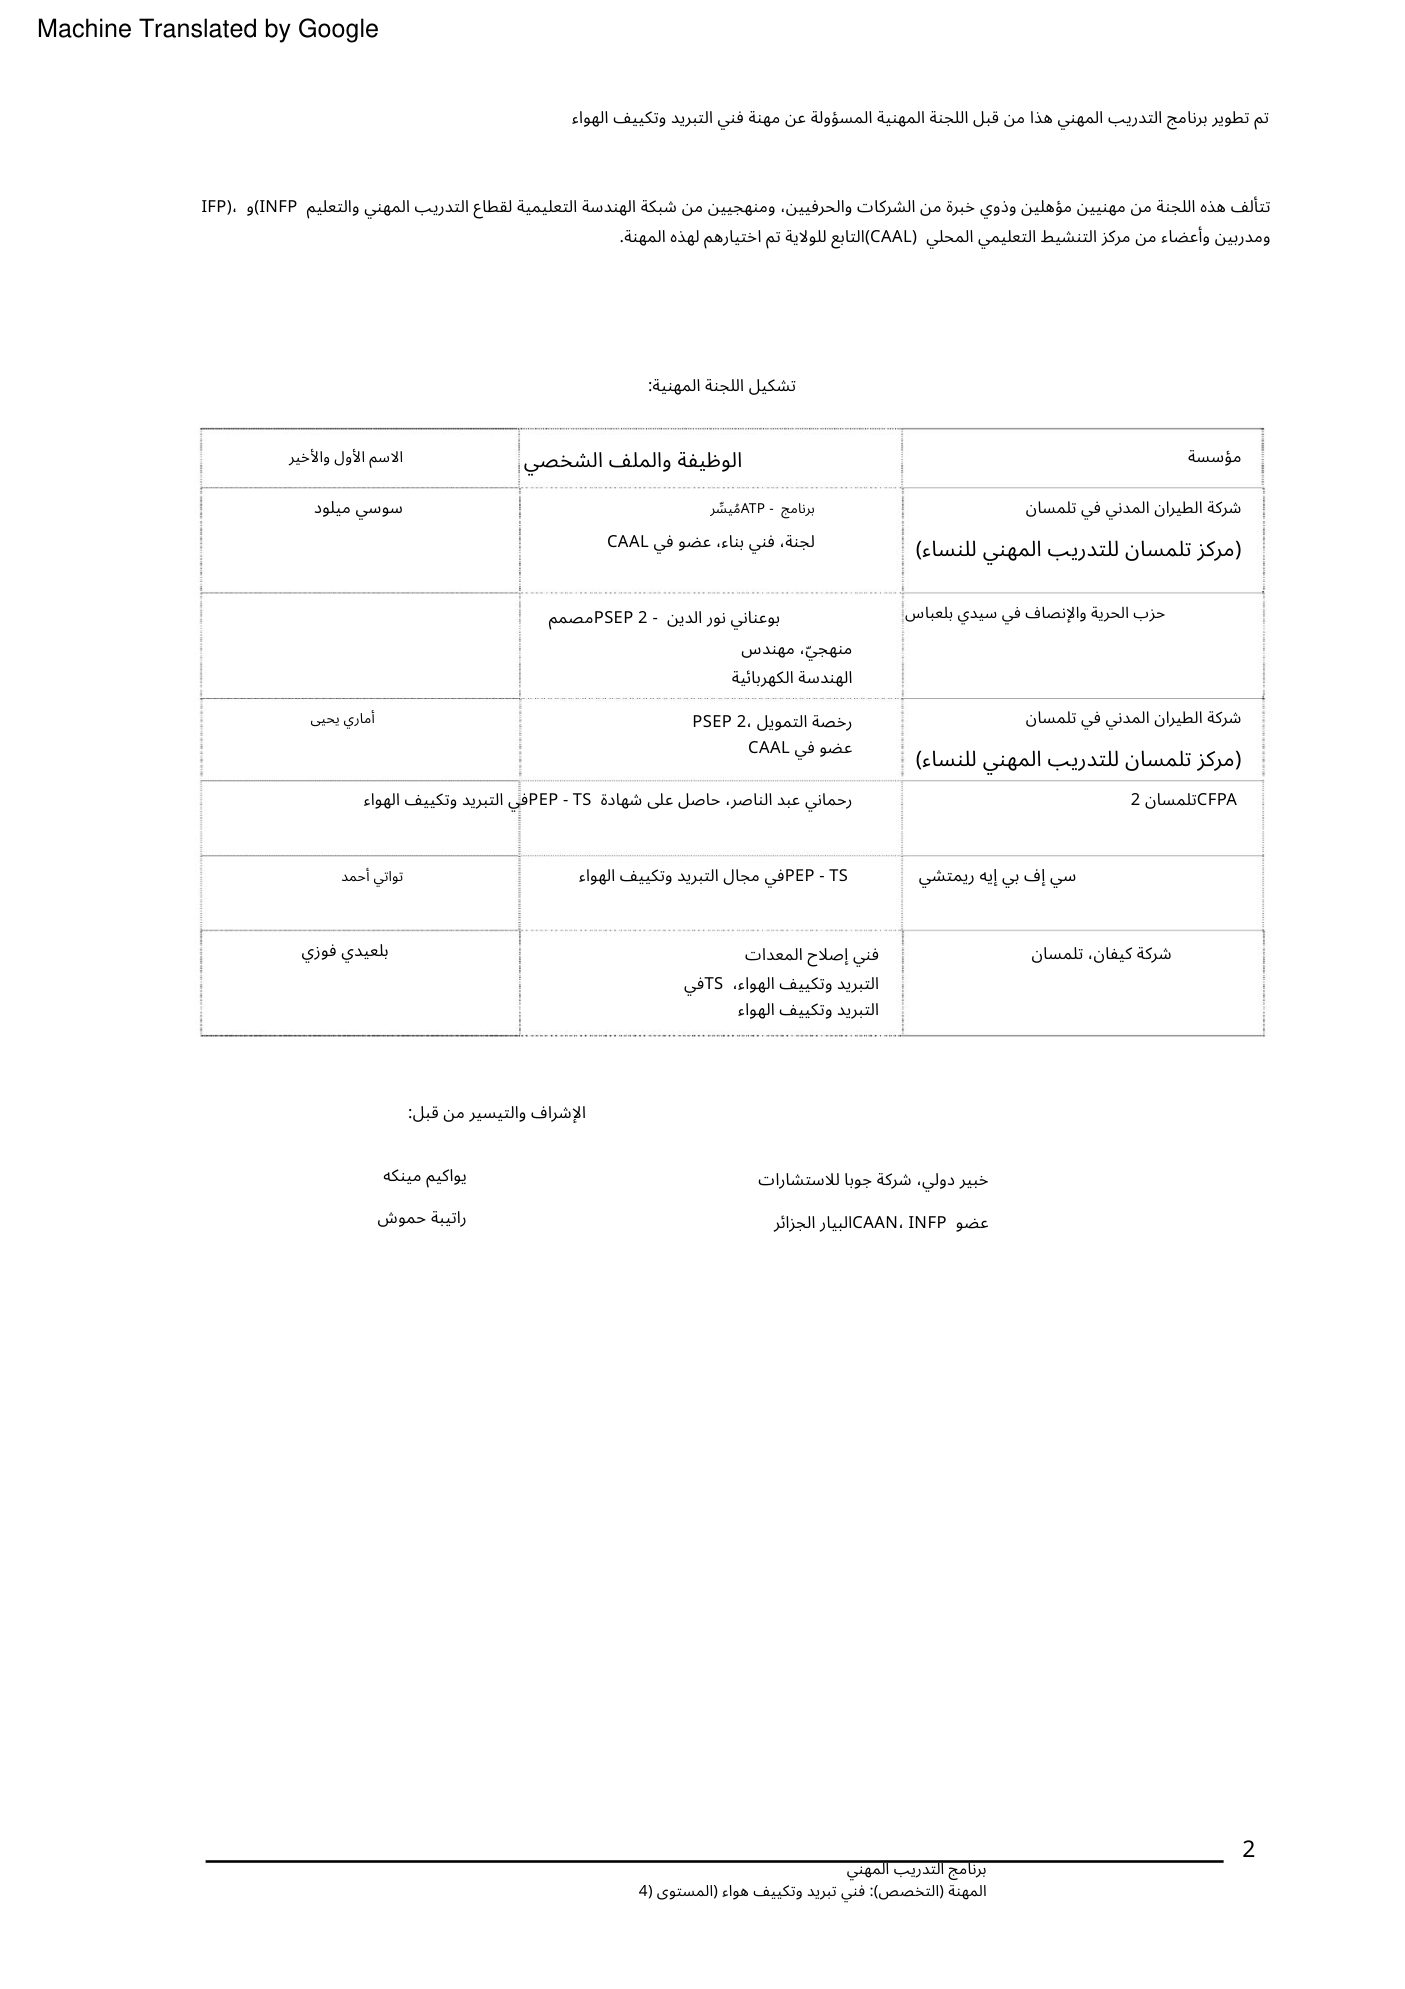 Machine Translated by Google
تم تطوير برنامج التدريب المهني هذا من قبل اللجنة المهنية المسؤولة عن مهنة فني التبريد وتكييف الهواء
تتألف هذه اللجنة من مهنيين مؤهلين وذوي خبرة من الشركات والحرفيين، ومنهجيين من شبكة الهندسة التعليمية لقطاع التدريب المهني والتعليم INFP)و IFP)،
ومدربين وأعضاء من مركز التنشيط التعليمي المحلي (CAAL)التابع للولاية تم اختيارهم لهذه المهنة.
تشكيل اللجنة المهنية:
مؤسسة الوظيفة والملف الشخصي الاسم الأول والأخير
شركة الطيران المدني في تلمسان برنامج - ATPمُيسِّر سوسي ميلود
(مركز تلمسان للتدريب المهني للنساء) لجنة، فني بناء، عضو في CAAL
حزب الحرية والإنصاف في سيدي بلعباس بوعناني نور الدين - PSEP 2مصمم
منهجيّ، مهندس
الهندسة الكهربائية
شركة الطيران المدني في تلمسان رخصة التمويل ،PSEP 2 أماري يحيى
(مركز تلمسان للتدريب المهني للنساء) عضو في CAAL
CFPAتلمسان 2 رحماني عبد الناصر، حاصل على شهادة PEP - TSفي التبريد وتكييف الهواء
سي إف بي إيه ريمتشي PEP - TSفي مجال التبريد وتكييف الهواء تواتي أحمد
شركة كيفان، تلمسان فني إصلاح المعدات بلعيدي فوزي
التبريد وتكييف الهواء، TSفي
التبريد وتكييف الهواء
الإشراف والتيسير من قبل:
خبير دولي، شركة جوبا للاستشارات يواكيم مينكه
عضو CAAN، INFPالبيار الجزائر راتيبة حموش
2
برنامج التدريب المهني
المهنة (التخصص): فني تبريد وتكييف هواء (المستوى (4